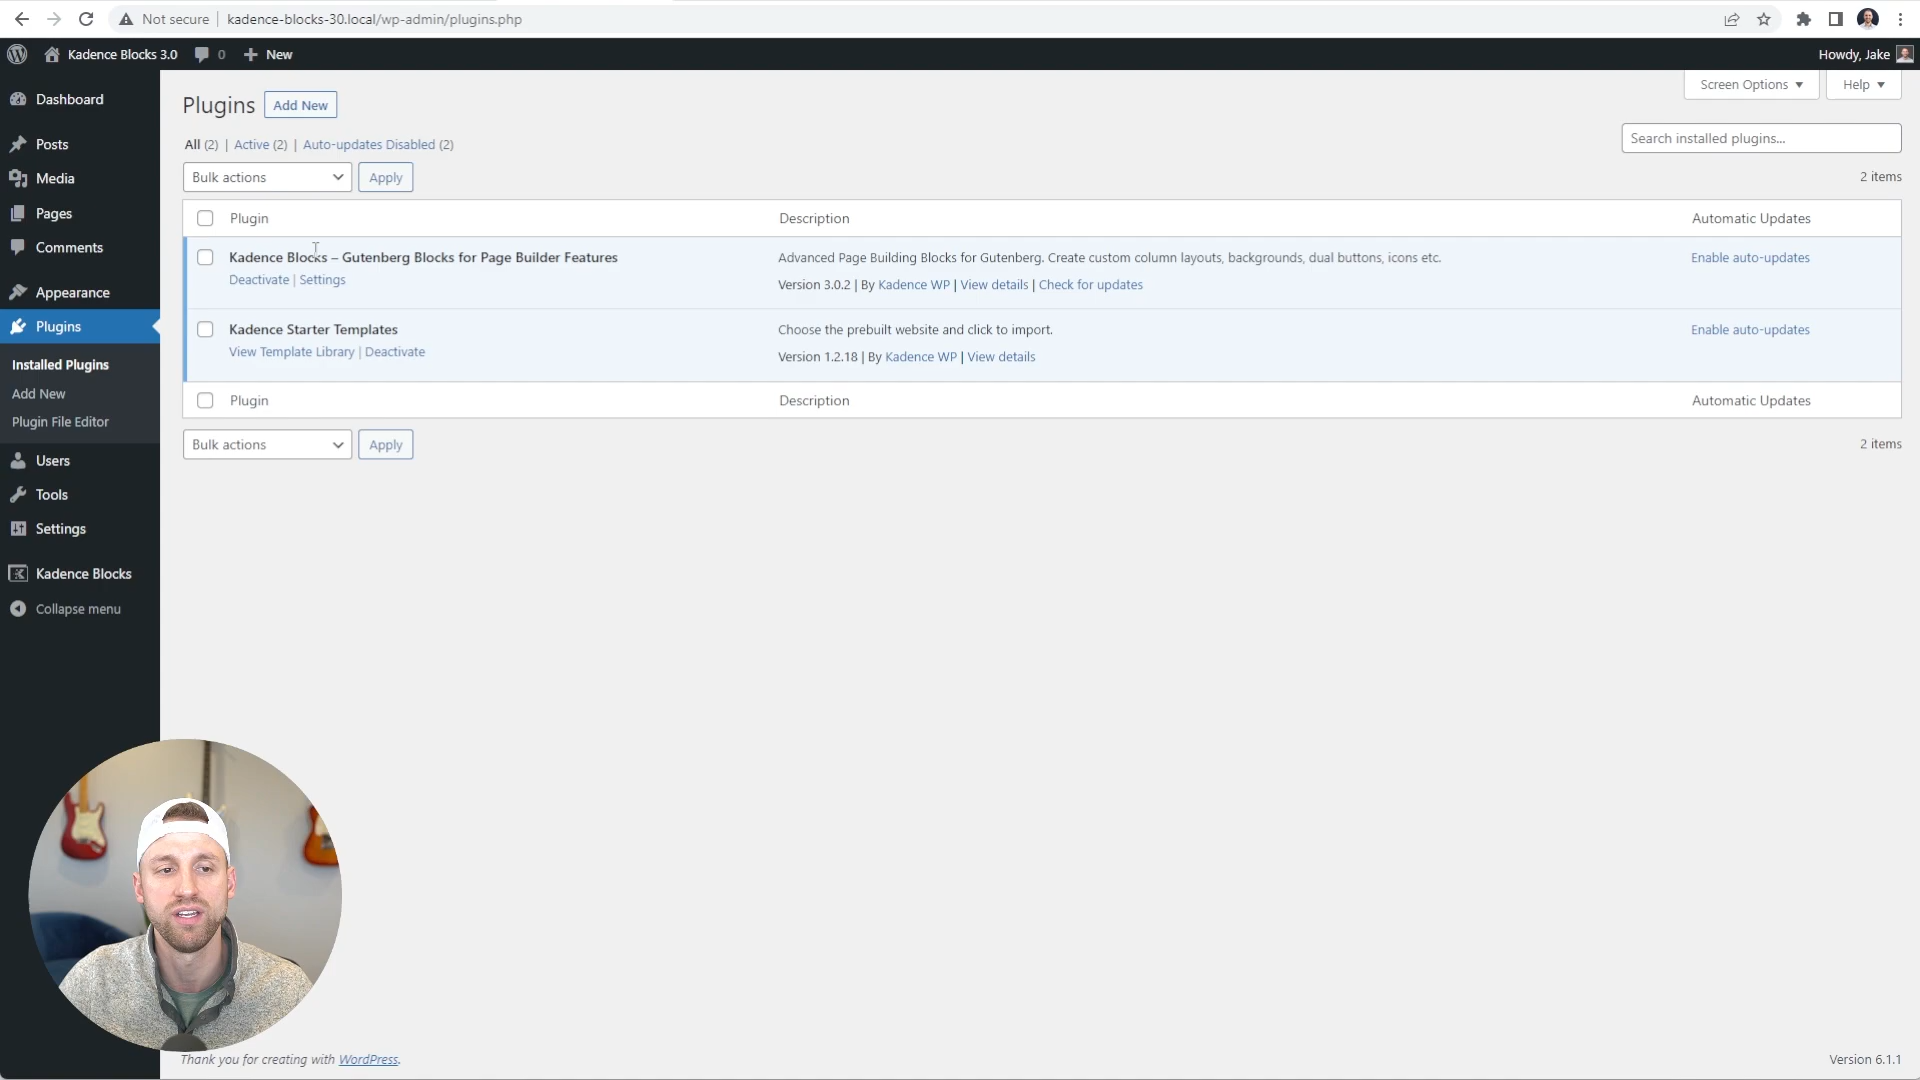 Not secure kadence-blocks-30.local/wp-admin/plugins.php
Kadence Blocks 3.0 0 New Howdy, Jake
Screen Options Help
Dashboard
Posts
Media
Pages
Comments
Appearance
Plugins
Installed Plugins
Add New
Plugin File Editor
Users
Tools
Settings
Kadence Blocks
Collapse menu
Plugins Add New
All (2) | Active (2) | Auto-updates Disabled (2)
Search installed plugins...
Bulk actions Apply 2 items
Plugin Description Automatic Updates
Kadence Blocks – Gutenberg Blocks for Page Builder Features Advanced Page Building Blocks for Gutenberg. Create custom column layouts, backgrounds, dual buttons, icons etc. Enable auto-updates
Deactivate | Settings Version 3.0.2 | By Kadence WP | View details | Check for updates
Kadence Starter Templates Choose the prebuilt website and click to import. Enable auto-updates
View Template Library | Deactivate Version 1.2.18 | By Kadence WP | View details
Plugin Description Automatic Updates
Bulk actions Apply 2 items
Thank you for creating with WordPress. Version 6.1.1